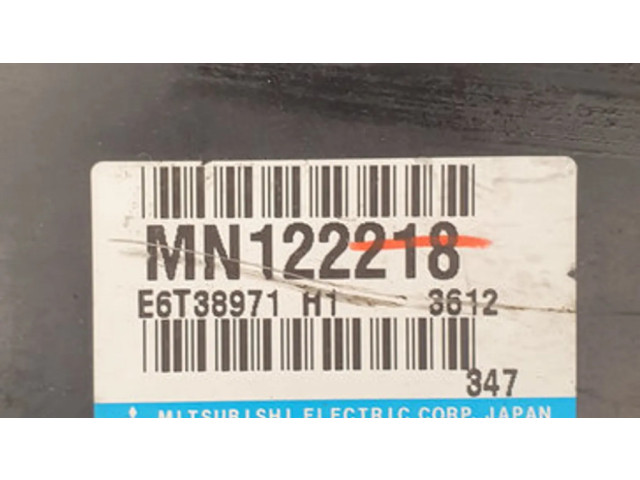 MN122218
E6T38971 H1 3612
347
MITSUBISHI ELECTRIC CORP. JAPAN